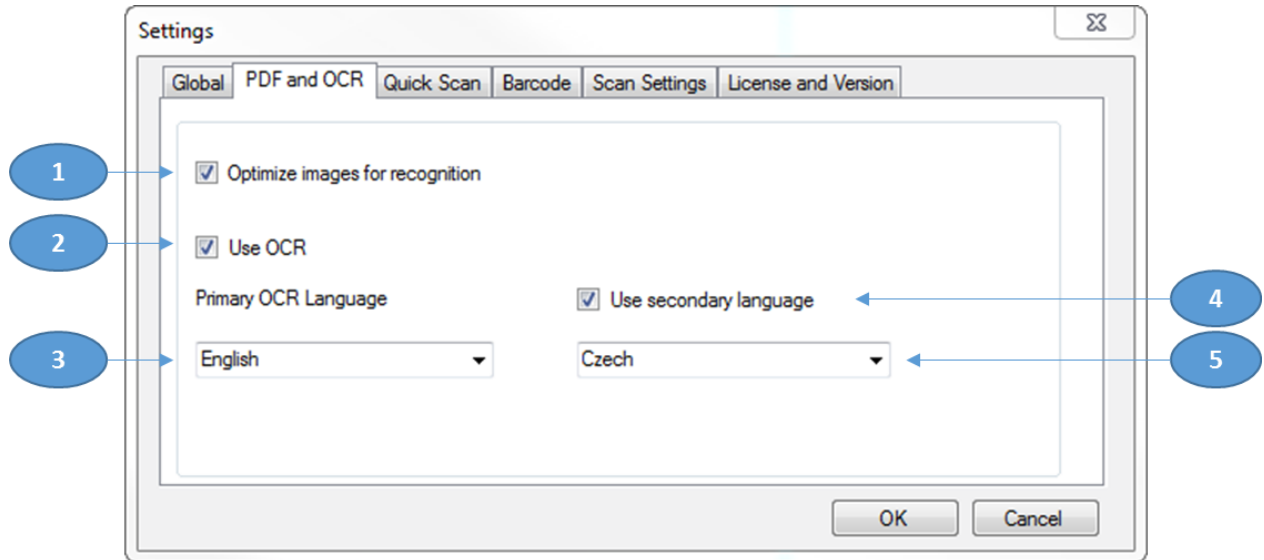 Settings
Global PDF and OCR Quick Scan Barcode Scan Settings License and Version
1 Optimize images for recognition
2 Use OCR
Primary OCR Language Use secondary language 4
3 English Czech 5
OK Cancel